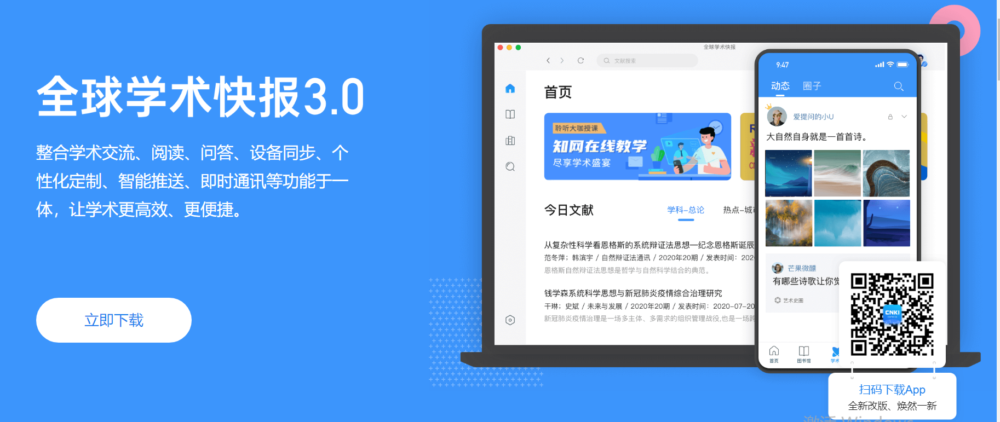 全球学术快报3.0
整合学术交流、阅读、问答、设备同步、个
性化定制、智能推送、即时通讯等功能于一
体，让学术更高效、更便捷。
立即下载
全球学术快报
文献搜索
首页
聆听大咖授课
知网在线教学
尽享学术盛宴
今日文献
学科-总论
热点-城市
从复杂性科学看恩格斯的系统辩证法思想—纪念恩格斯诞辰
范冬萍；韩滨宇 / 自然辩证法通讯 / 2020年20期 / 发表时间：202
恩格斯自然辩证法思想是哲学与自然科学结合的典范。
钱学森系统科学思想与新冠肺炎疫情综合治理研究
干琳；史斌 / 未来与发展 / 2020年20期 / 发表时间：2020-07-20
新冠肺炎疫情治理是一场多主体、多需求的组织管理战役,也是一场跨
9:47
动态 圈子
爱提问的小U
大自然自身就是一首首诗。
芒果微醺
有哪些诗歌让你觉
艺术史圈
首页 图书馆 学术
CNKI
EXPRESS
扫码下载App
全新改版、焕然一新
激活 Windows